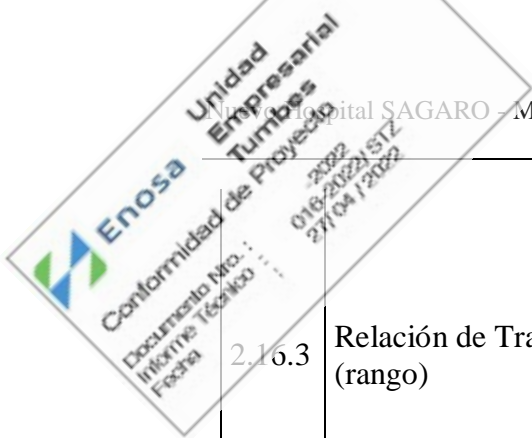 Nuevo Hospital SAGARO - M
Enosa
Unidad
Empresarial
Tumbes
Conformidad de Proyecto
Documento Nro. : -2022
Informe Técnico : 016-2022/ STZ
Fecha : 27/ 04 / 2022
2.16.3
Relación de Tra
(rango)